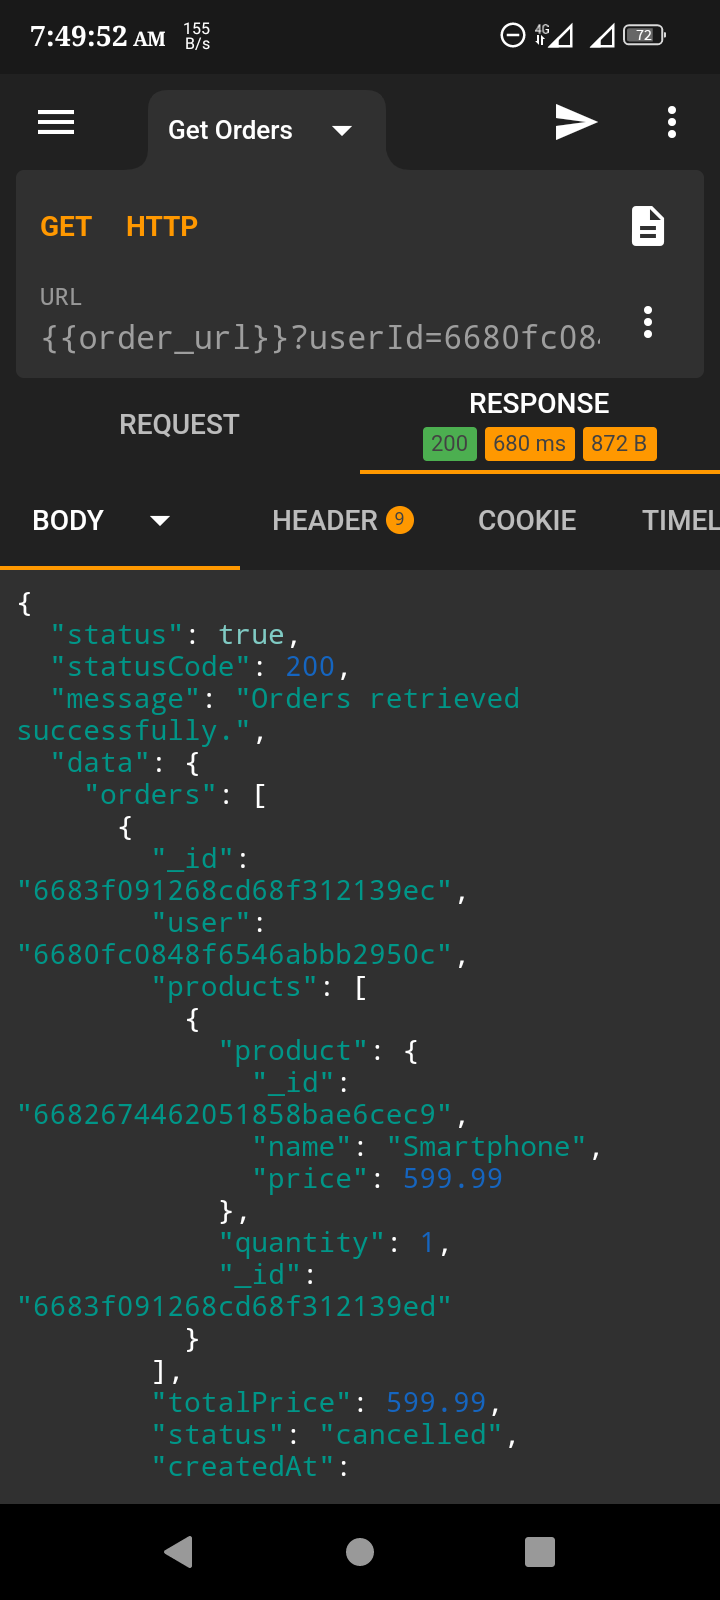 7:49:52 AM 155 B/s 4G 72
Get Orders
GET HTTP
URL
{{order_url}}?userId=6680fc08
REQUEST
RESPONSE
200 680 ms 872 B
BODY HEADER 9 COOKIE TIMEL
{
  "status": true,
  "statusCode": 200,
  "message": "Orders retrieved
successfully.",
  "data": {
    "orders": [
      {
        "_id":
"6683f091268cd68f312139ec",
        "user":
"6680fc0848f6546abbb2950c",
        "products": [
          {
            "product": {
              "_id":
"6682674462051858bae6cec9",
              "name": "Smartphone",
              "price": 599.99
            },
            "quantity": 1,
            "_id":
"6683f091268cd68f312139ed"
          }
        ],
        "totalPrice": 599.99,
        "status": "cancelled",
        "createdAt":